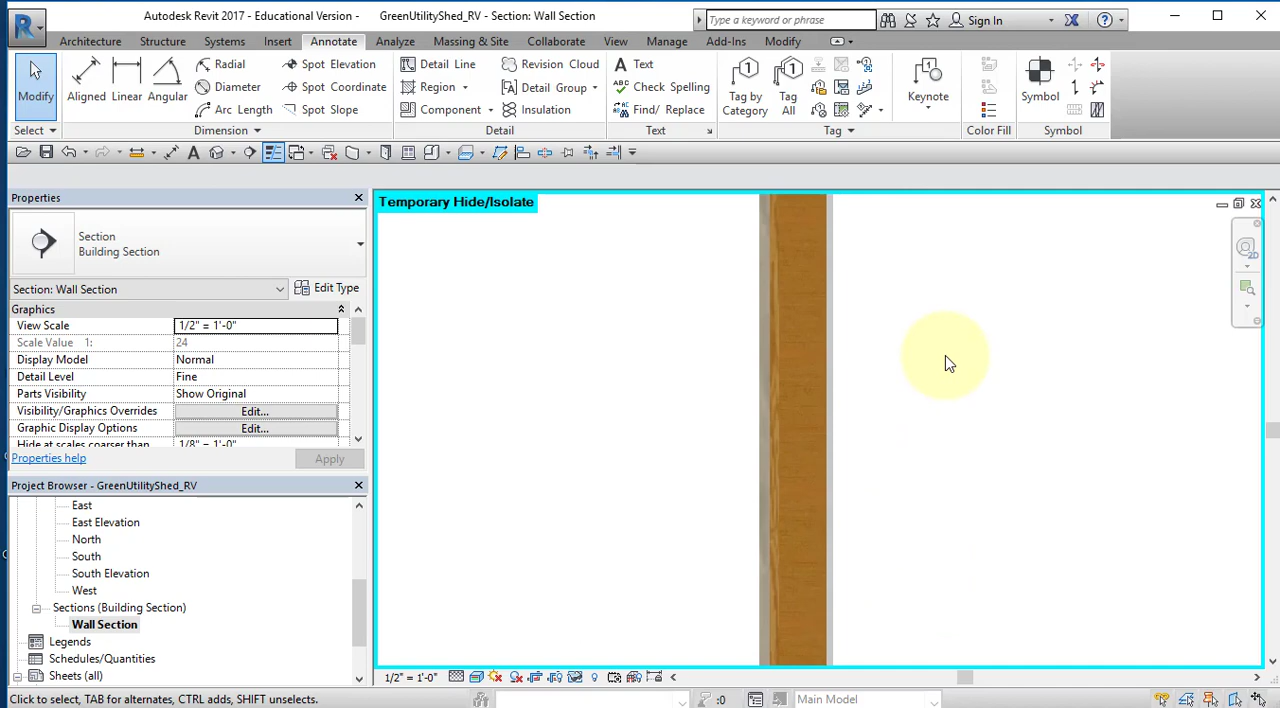 Autodesk Revit 2017 - Educational Version - GreenUtilityShed_RV - Section: Wall Section
Type a keyword or phrase
Sign In
Architecture Structure Systems Insert Annotate Analyze Massing & Site Collaborate View Manage Add-Ins Modify
Radial Spot Elevation Detail Line Revision Cloud Text
Diameter Spot Coordinate Region Detail Group Check Spelling
Modify Aligned Linear Angular Arc Length Spot Slope Component Insulation Find/ Replace Tag by Category Tag All Keynote Symbol
Select Dimension Detail Text Tag Color Fill Symbol
Properties
Temporary Hide/Isolate
Section
Building Section
2D
Section: Wall Section Edit Type
Graphics
View Scale 1/2" = 1'-0"
Scale Value 1: 24
Display Model Normal
Detail Level Fine
Parts Visibility Show Original
Visibility/Graphics Overrides Edit...
Graphic Display Options Edit...
Hide at scales coarser than 1/8" = 1'-0"
Properties help Apply
Project Browser - GreenUtilityShed_RV
East
East Elevation
North
South
South Elevation
West
Sections (Building Section)
Wall Section
Legends
Schedules/Quantities
Sheets (all)
1/2" = 1'-0"
Click to select, TAB for alternates, CTRL adds, SHIFT unselects.
:0
Main Model